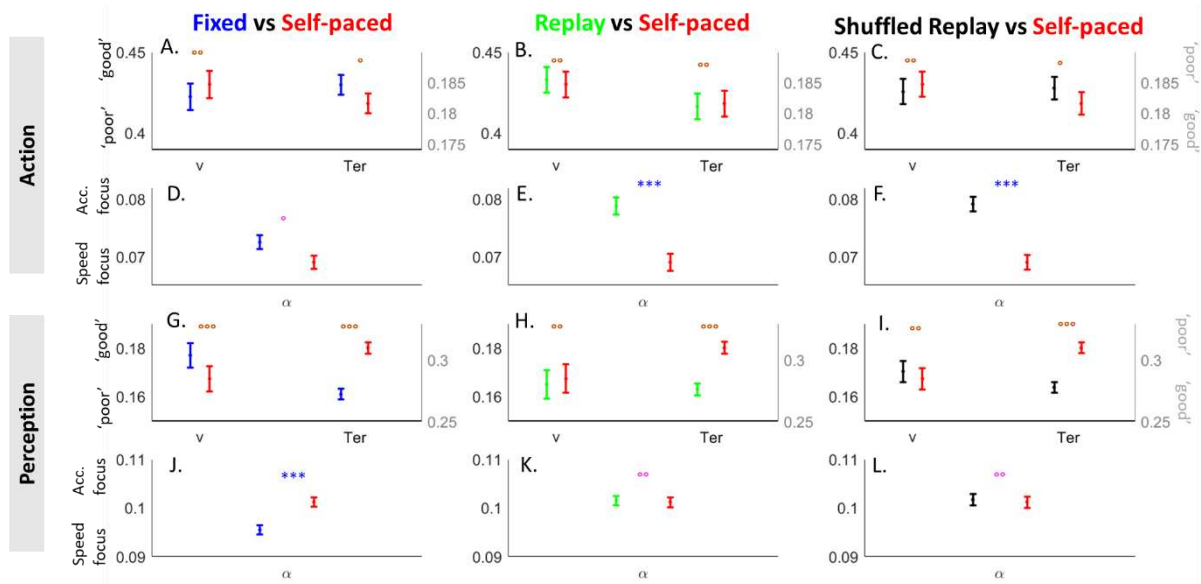 Fixed vs Self-paced
Replay vs Self-paced
Shuffled Replay vs Self-paced
Action
A.
°°
°
'good'
'poor'
0.45
0.4
0.185
0.18
0.175
v
Ter
B.
°°
°°
0.45
0.4
0.185
0.18
0.175
v
Ter
C.
°°
°
0.45
0.4
0.185
0.18
0.175
'poor'
'good'
v
Ter
D.
°
Acc.
focus
Speed
focus
0.08
0.07
α
E.
***
0.08
0.07
α
F.
***
0.08
0.07
α
Perception
G.
°°°
°°°
'good'
'poor'
0.18
0.16
0.3
0.25
v
Ter
H.
°°
°°°
0.18
0.16
0.3
0.25
v
Ter
I.
°°
°°°
0.18
0.16
0.3
0.25
'poor'
'good'
v
Ter
J.
***
Acc.
focus
Speed
focus
0.11
0.1
0.09
α
K.
°°
0.11
0.1
0.09
α
L.
°°
0.11
0.1
0.09
α